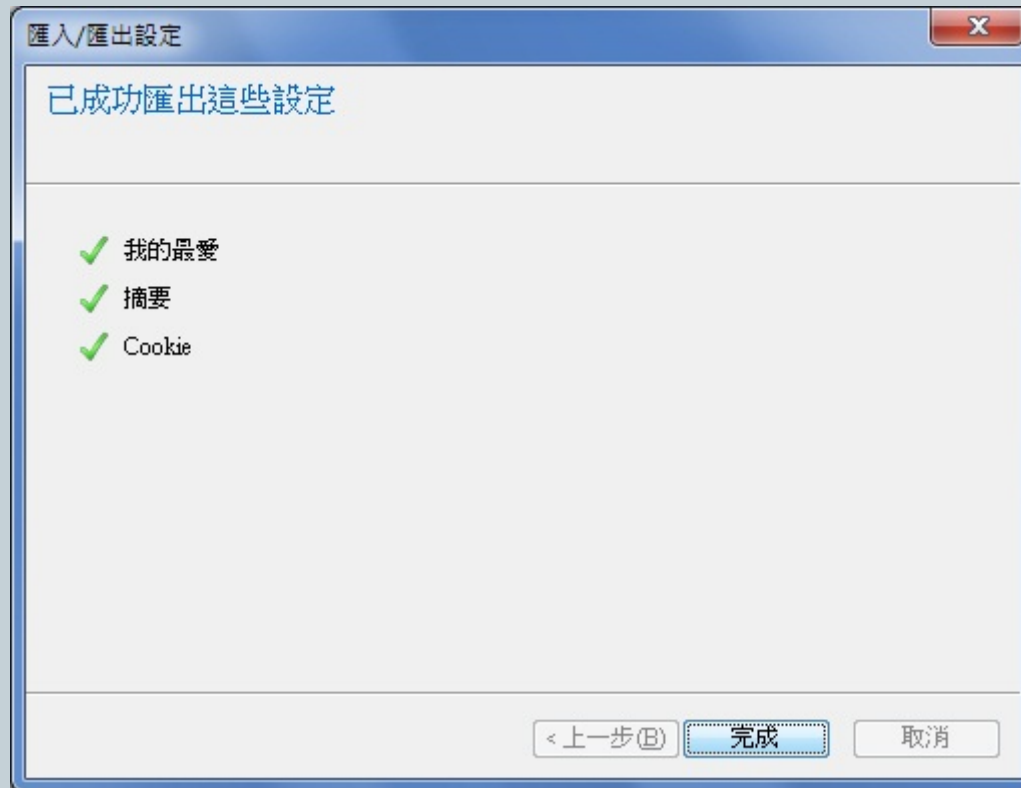 匯入/匯出設定
已成功匯出這些設定
我的最愛
摘要
Cookie
<上一步(B) 完成 取消